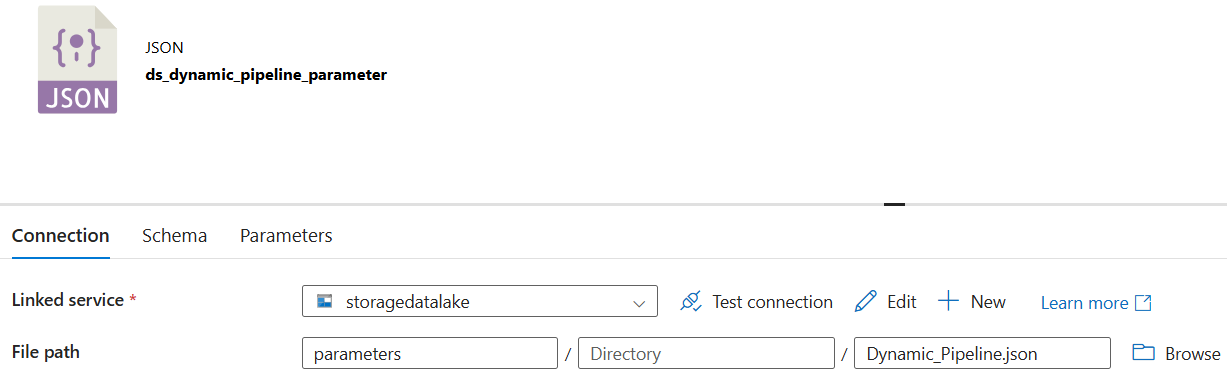 JSON
JSON
ds_dynamic_pipeline_parameter
Connection Schema Parameters
Linked service * storagedatalake Test connection Edit New Learn more
File path parameters / Directory / Dynamic_Pipeline.json Browse